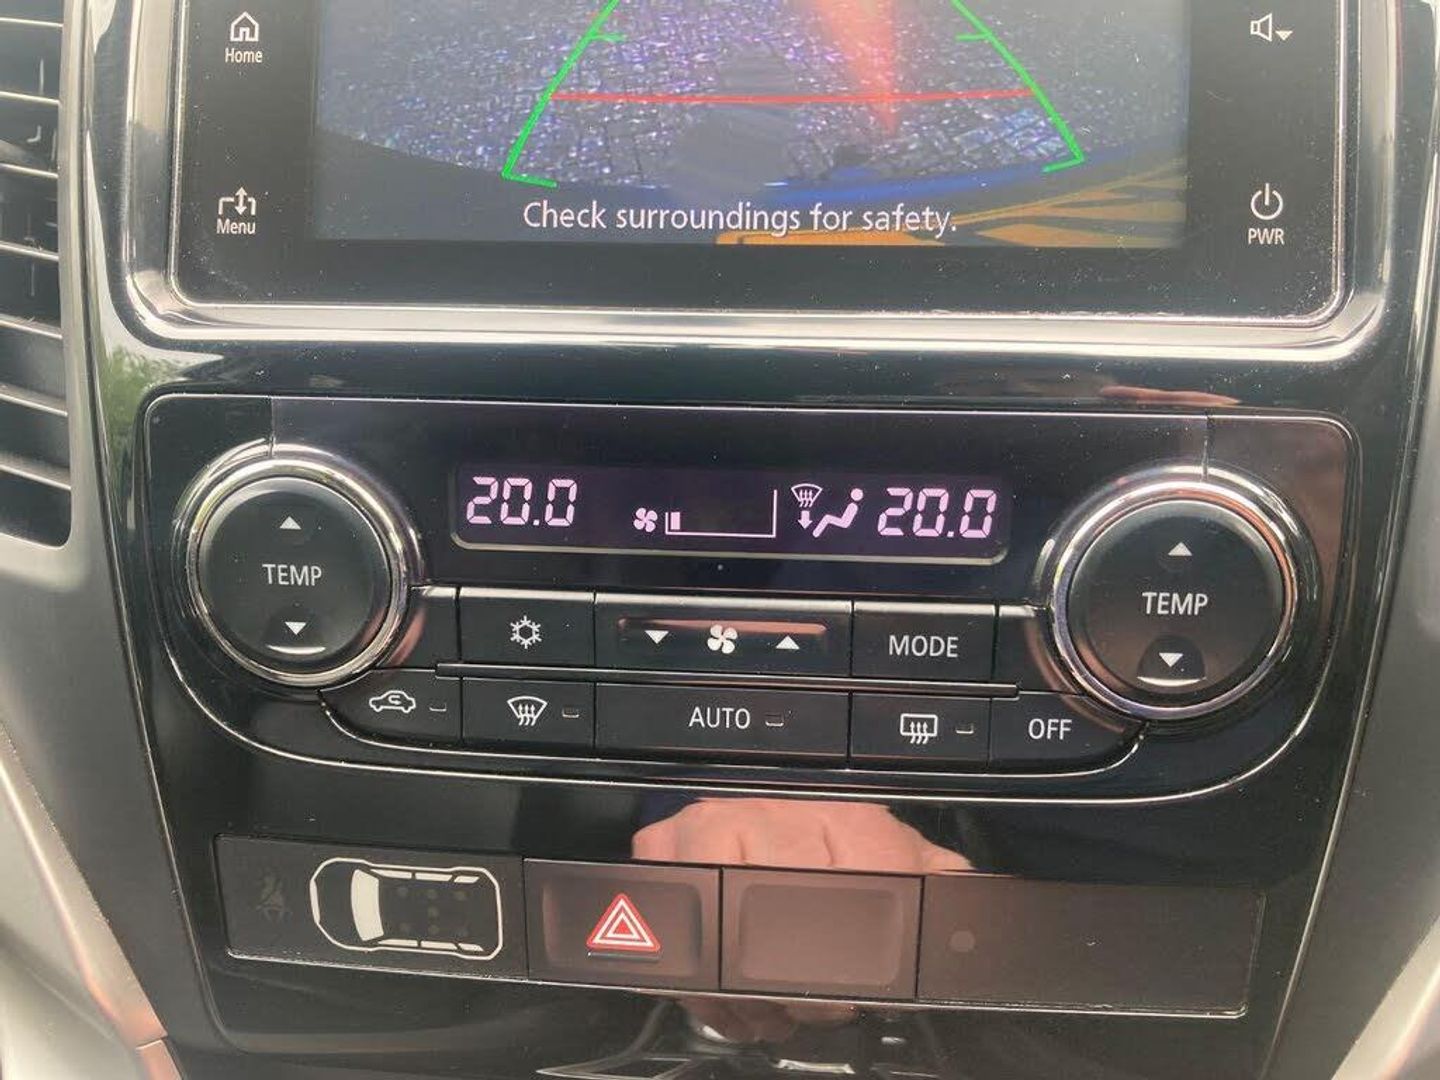 Home
Menu
Check surroundings for safety.
PWR
20.0 20.0
TEMP
TEMP
MODE
AUTO
OFF